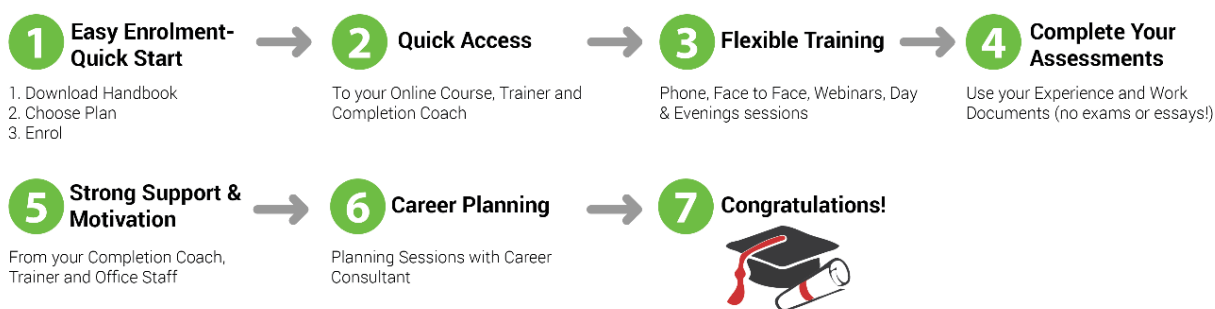 1 Easy Enrolment-
Quick Start
1. Download Handbook
2. Choose Plan
3. Enrol
2 Quick Access
To your Online Course, Trainer and
Completion Coach
3 Flexible Training
Phone, Face to Face, Webinars, Day
& Evenings sessions
4 Complete Your
Assessments
Use your Experience and Work
Documents (no exams or essays!)
5 Strong Support &
Motivation
From your Completion Coach,
Trainer and Office Staff
6 Career Planning
Planning Sessions with Career
Consultant
7 Congratulations!